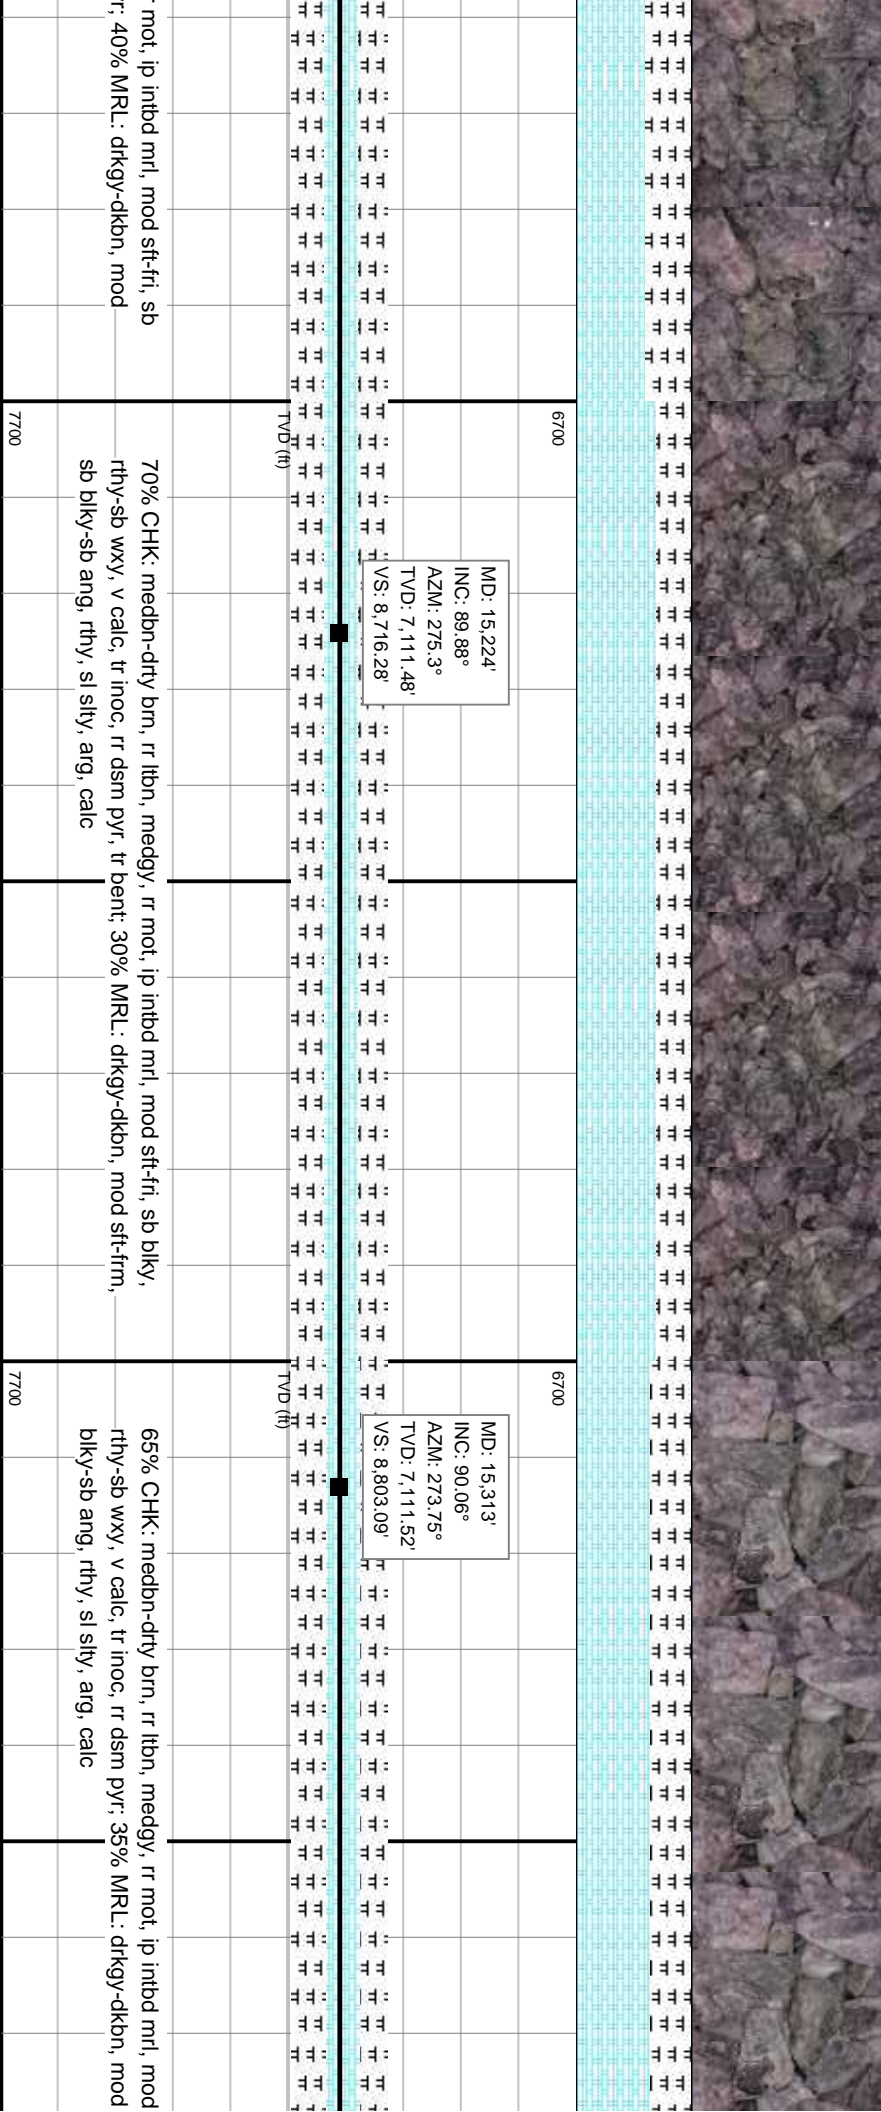 r mot, ip intbd mrl, mod sft-fri, sb
r; 40% MRL: drkgy-dkbn, mod
6700
TVD (ft)
7700
MD: 15,224'
INC: 89.88°
AZM: 275.3°
TVD: 7,111.48'
VS: 8,716.28'
70% CHK: medbn-drty brn, rr ltbn, medgy, rr mot, ip intbd mrl, mod sft-fri, sb blky,
rthy-sb wxy, v calc, tr inoc, rr dsm pyr, tr bent; 30% MRL: drkgy-dkbn, mod sft-frm,
sb blky-sb ang, rthy, sl slty, arg, calc
6700
TVD (ft)
7700
MD: 15,313'
INC: 90.06°
AZM: 273.75°
TVD: 7,111.52'
VS: 8,803.09'
65% CHK: medbn-drty brn, rr ltbn, medgy, rr mot, ip intbd mrl, mod
rthy-sb wxy, v calc, tr inoc, rr dsm pyr; 35% MRL: drkgy-dkbn, mod
blky-sb ang, rthy, sl slty, arg, calc